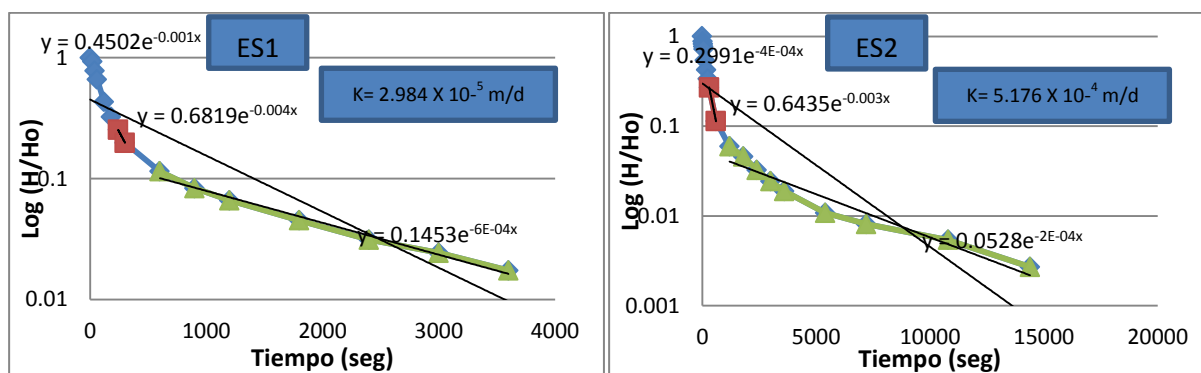 y = 0.4502e^-0.001x
ES1
K= 2.984 X 10-⁵ m/d
y = 0.6819e^-0.004x
y = 0.1453e^-6E-04x
Log (H/Ho)
1
0.1
0.01
0
1000
2000
3000
4000
Tiempo (seg)
ES2
y = 0.2991e^-4E-04x
K= 5.176 X 10-⁴ m/d
y = 0.6435e^-0.003x
y = 0.0528e^-2E-04x
Log (H/Ho)
1
0.1
0.01
0.001
0
5000
10000
15000
20000
Tiempo (seg)